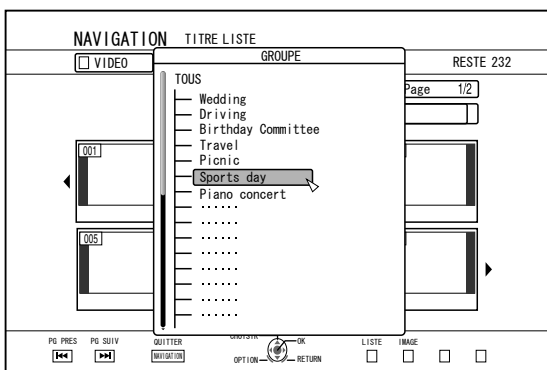 NAVIGATION TITRE LISTE
VIDEO
GROUPE
RESTE 232
TOUS
Page 1/2
Wedding
Driving
Birthday Committee
Travel
001
Picnic
Sports day
Piano concert
......
......
005
......
......
......
......
......
......
PG PRES
PG SUIV
QUITTER
NAVIGATION
CHOISIR
OK
OPTION
RETURN
LISTE
IMAGE